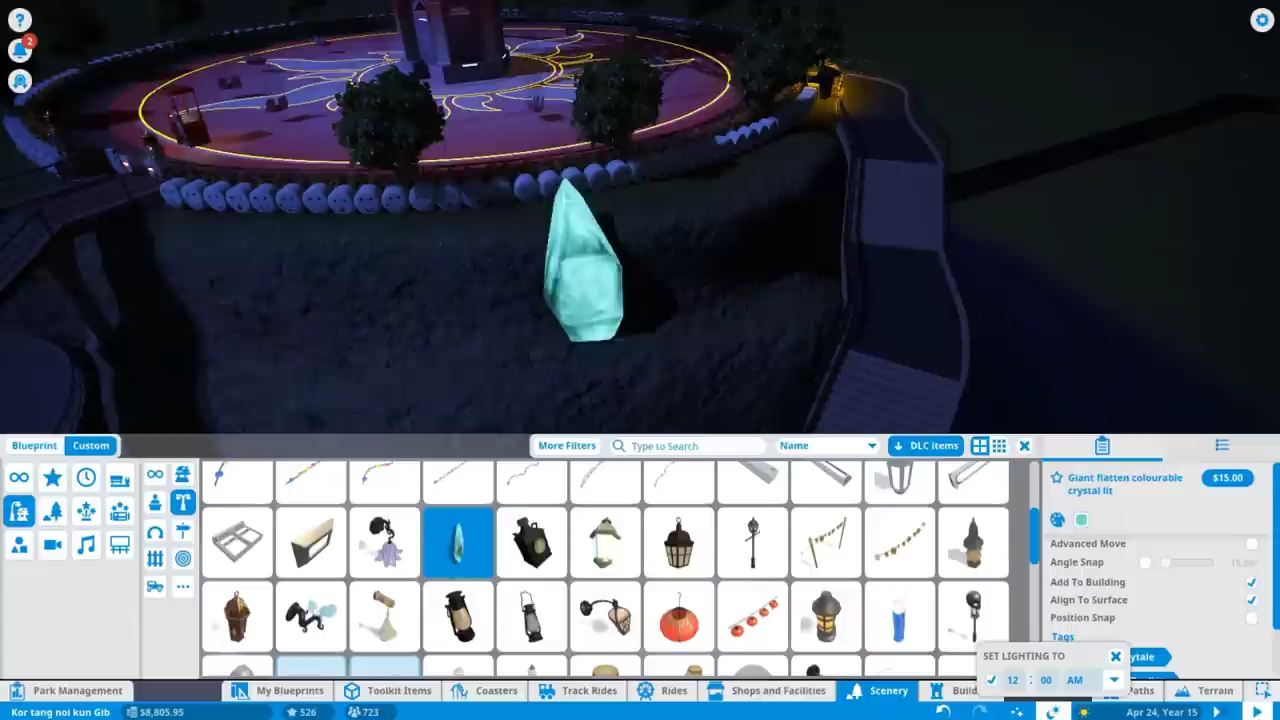 ?
2
Blueprint Custom More Filters Type to Search Name DLC items
Giant flatten colourable
crystal lit
$15.00
Advanced Move
Angle Snap 15.00°
Add To Building
Align To Surface
Position Snap
Tags
SET LIGHTING TO
12 : 00 AM
Park Management My Blueprints Toolkit Items Coasters Track Rides Rides Shops and Facilities Scenery Terrain
Kor tang noi kun Gib $8,805.95 526 723 Apr 24, Year 15